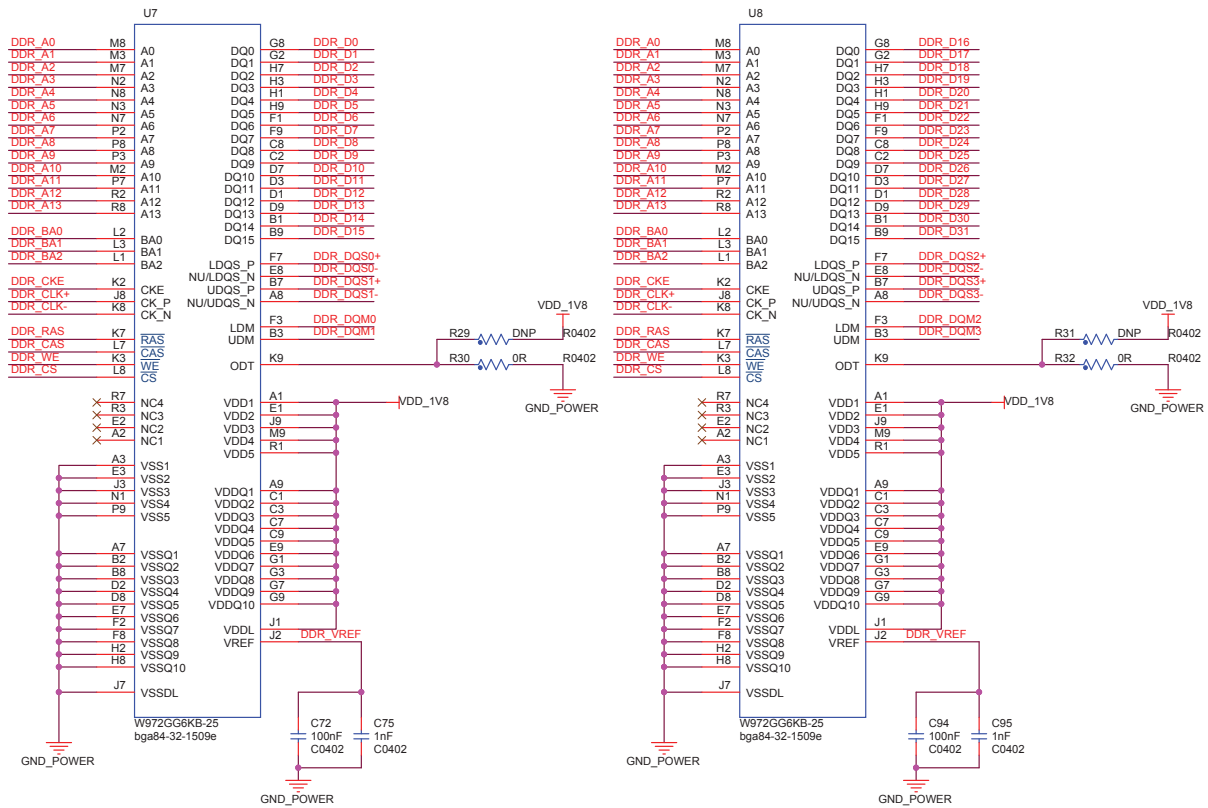 U7
DDR_A0 M8 A0 DQ0 G8 DDR_D0
DDR_A1 M3 A1 DQ1 G2 DDR_D1
DDR_A2 M7 A2 DQ2 H7 DDR_D2
DDR_A3 N2 A3 DQ3 H3 DDR_D3
DDR_A4 N8 A4 DQ4 H1 DDR_D4
DDR_A5 N3 A5 DQ5 H9 DDR_D5
DDR_A6 N7 A6 DQ6 F1 DDR_D6
DDR_A7 P2 A7 DQ7 F9 DDR_D7
DDR_A8 P8 A8 DQ8 C8 DDR_D8
DDR_A9 P3 A9 DQ9 C2 DDR_D9
DDR_A10 M2 A10 DQ10 D7 DDR_D10
DDR_A11 P7 A11 DQ11 D3 DDR_D11
DDR_A12 R2 A12 DQ12 D1 DDR_D12
DDR_A13 R8 A13 DQ13 D9 DDR_D13
DQ14 B1 DDR_D14
DDR_BA0 L2 BA0 DQ15 B9 DDR_D15
DDR_BA1 L3 BA1
DDR_BA2 L1 BA2 LDQS_P F7 DDR_DQS0+
NU/LDQS_N E8 DDR_DQS0-
DDR_CKE K2 CKE UDQS_P B7 DDR_DQS1+
DDR_CLK+ J8 CK_P NU/UDQS_N A8 DDR_DQS1-
DDR_CLK- K8 CK_N
LDM F3 DDR_DQM0
DDR_RAS K7 RAS UDM B3 DDR_DQM1
DDR_CAS L7 CAS
DDR_WE K3 WE ODT K9
DDR_CS L8 CS
VDD_1V8
R29 DNP R0402
R30 0R R0402
GND_POWER
R7 NC4 VDD1 A1 VDD_1V8
R3 NC3 VDD2 E1
E2 NC2 VDD3 J9
A2 NC1 VDD4 M9
VDD5 R1
A3 VSS1
E3 VSS2
J3 VSS3 VDDQ1 A9
N1 VSS4 VDDQ2 C1
P9 VSS5 VDDQ3 C3
VDDQ4 C7
VDDQ5 C9
A7 VSSQ1 VDDQ6 E9
B2 VSSQ2 VDDQ7 G1
B8 VSSQ3 VDDQ8 G3
D2 VSSQ4 VDDQ9 G7
D8 VSSQ5 VDDQ10 G9
E7 VSSQ6
F2 VSSQ7 VDDL J1
F8 VSSQ8 VREF J2 DDR_VREF
H2 VSSQ9
H8 VSSQ10
J7 VSSDL
W972GG6KB-25
bga84-32-1509e
C72 100nF C0402
C75 1nF C0402
GND_POWER
GND_POWER
U8
DDR_A0 M8 A0 DQ0 G8 DDR_D16
DDR_A1 M3 A1 DQ1 G2 DDR_D17
DDR_A2 M7 A2 DQ2 H7 DDR_D18
DDR_A3 N2 A3 DQ3 H3 DDR_D19
DDR_A4 N8 A4 DQ4 H1 DDR_D20
DDR_A5 N3 A5 DQ5 H9 DDR_D21
DDR_A6 N7 A6 DQ6 F1 DDR_D22
DDR_A7 P2 A7 DQ7 F9 DDR_D23
DDR_A8 P8 A8 DQ8 C8 DDR_D24
DDR_A9 P3 A9 DQ9 C2 DDR_D25
DDR_A10 M2 A10 DQ10 D7 DDR_D26
DDR_A11 P7 A11 DQ11 D3 DDR_D27
DDR_A12 R2 A12 DQ12 D1 DDR_D28
DDR_A13 R8 A13 DQ13 D9 DDR_D29
DQ14 B1 DDR_D30
DDR_BA0 L2 BA0 DQ15 B9 DDR_D31
DDR_BA1 L3 BA1
DDR_BA2 L1 BA2 LDQS_P F7 DDR_DQS2+
NU/LDQS_N E8 DDR_DQS2-
DDR_CKE K2 CKE UDQS_P B7 DDR_DQS3+
DDR_CLK+ J8 CK_P NU/UDQS_N A8 DDR_DQS3-
DDR_CLK- K8 CK_N
LDM F3 DDR_DQM2
DDR_RAS K7 RAS UDM B3 DDR_DQM3
DDR_CAS L7 CAS
DDR_WE K3 WE ODT K9
DDR_CS L8 CS
VDD_1V8
R31 DNP R0402
R32 0R R0402
GND_POWER
R7 NC4 VDD1 A1 VDD_1V8
R3 NC3 VDD2 E1
E2 NC2 VDD3 J9
A2 NC1 VDD4 M9
VDD5 R1
A3 VSS1
E3 VSS2
J3 VSS3 VDDQ1 A9
N1 VSS4 VDDQ2 C1
P9 VSS5 VDDQ3 C3
VDDQ4 C7
VDDQ5 C9
A7 VSSQ1 VDDQ6 E9
B2 VSSQ2 VDDQ7 G1
B8 VSSQ3 VDDQ8 G3
D2 VSSQ4 VDDQ9 G7
D8 VSSQ5 VDDQ10 G9
E7 VSSQ6
F2 VSSQ7 VDDL J1
F8 VSSQ8 VREF J2 DDR_VREF
H2 VSSQ9
H8 VSSQ10
J7 VSSDL
W972GG6KB-25
bga84-32-1509e
C94 100nF C0402
C95 1nF C0402
GND_POWER
GND_POWER